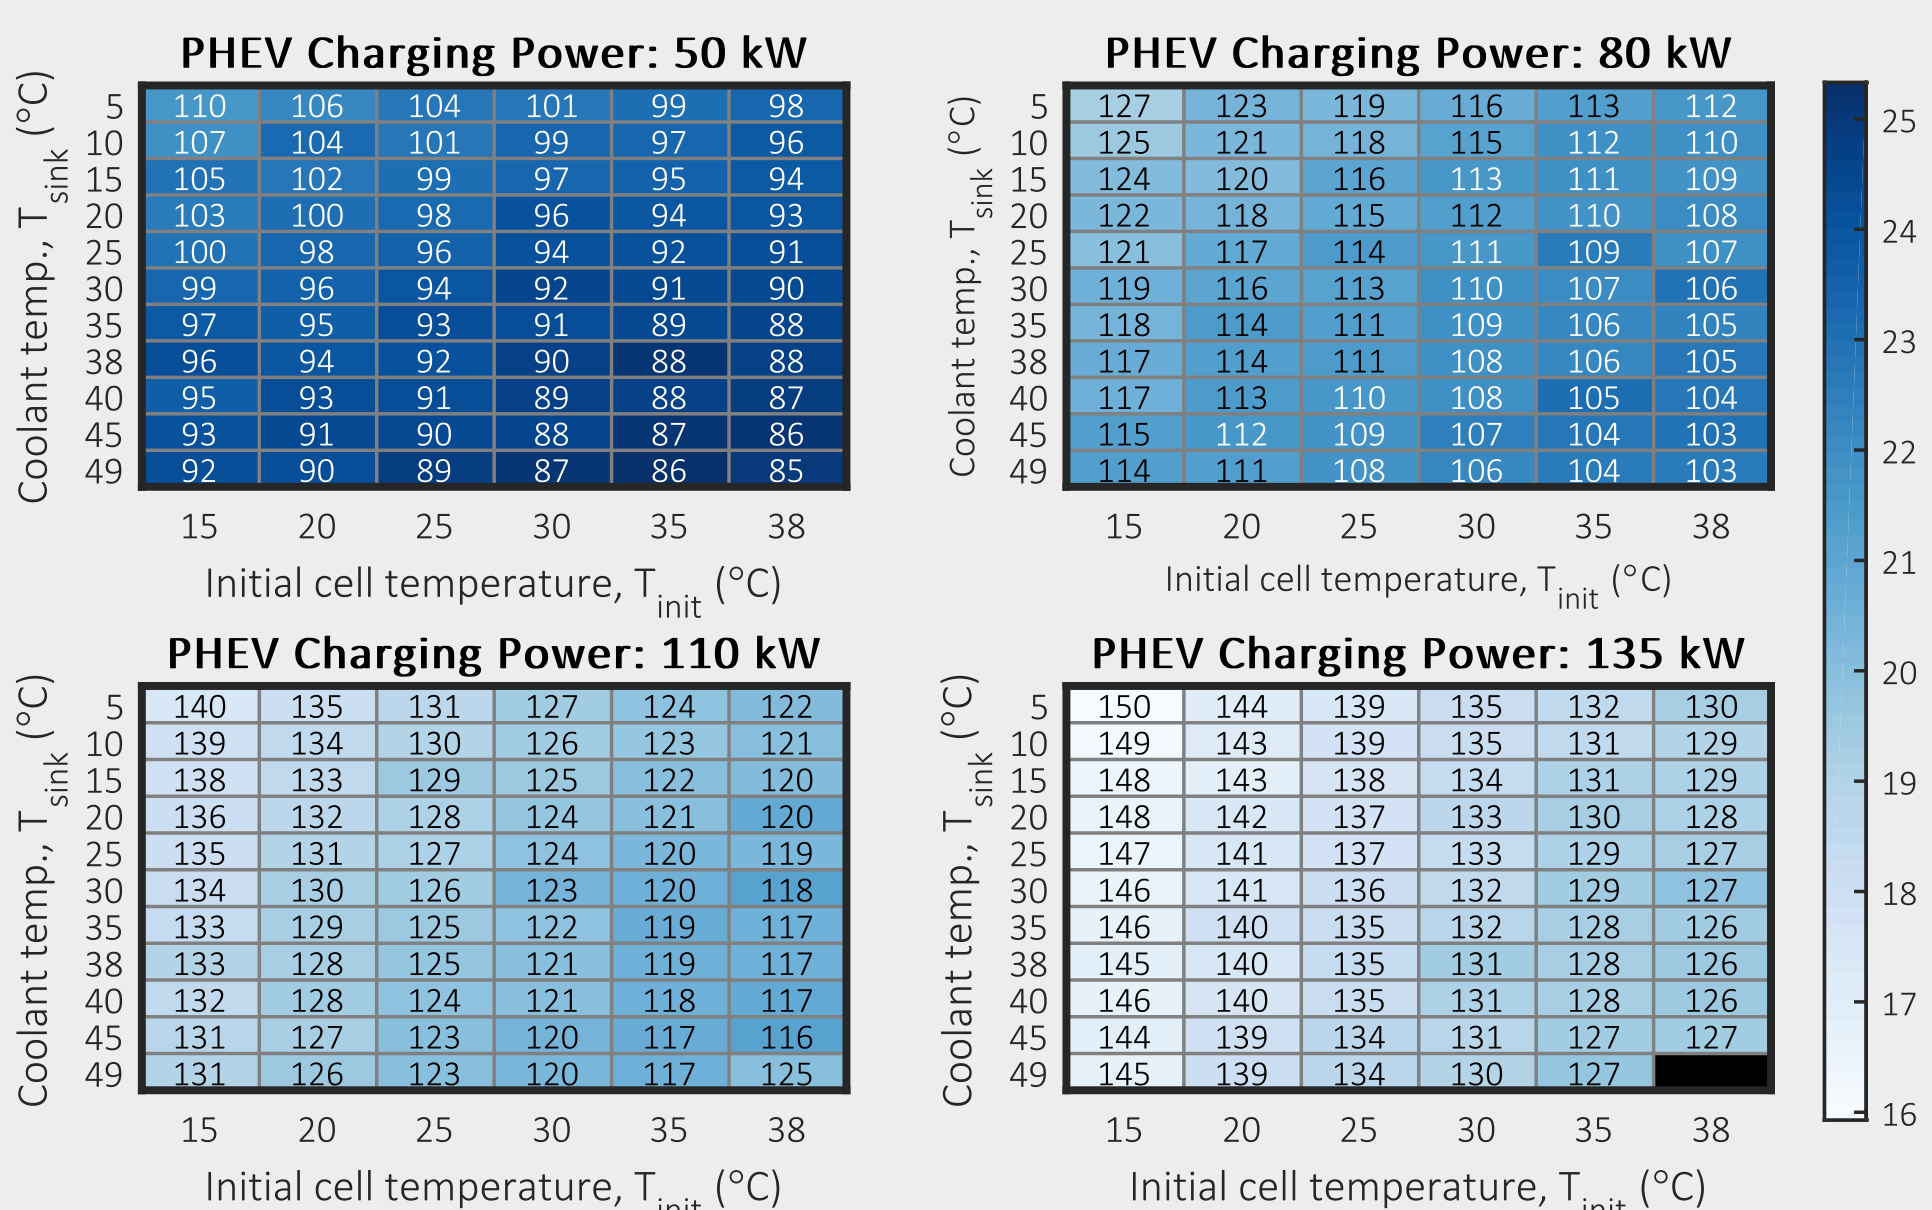 PHEV Charging Power: 50 kW
Coolant temp., Tsink (°C)
5 110 106 104 101 99 98
10 107 104 101 99 97 96
15 105 102 99 97 95 94
20 103 100 98 96 94 93
25 100 98 96 94 92 91
30 99 96 94 92 91 90
35 97 95 93 91 89 88
38 96 94 92 90 88 88
40 95 93 91 89 88 87
45 93 91 90 88 87 86
49 92 90 89 87 86 85
15 20 25 30 35 38
Initial cell temperature, Tinit (°C)
PHEV Charging Power: 80 kW
Coolant temp., Tsink (°C)
5 127 123 119 116 113 112
10 125 121 118 115 112 110
15 124 120 116 113 111 109
20 122 118 115 112 110 108
25 121 117 114 111 109 107
30 119 116 113 110 107 106
35 118 114 111 109 106 105
38 117 114 111 108 106 105
40 117 113 110 108 105 104
45 115 112 109 107 104 103
49 114 111 108 106 104 103
15 20 25 30 35 38
Initial cell temperature, Tinit (°C)
PHEV Charging Power: 110 kW
Coolant temp., Tsink (°C)
5 140 135 131 127 124 122
10 139 134 130 126 123 121
15 138 133 129 125 122 120
20 136 132 128 124 121 120
25 135 131 127 124 120 119
30 134 130 126 123 120 118
35 133 129 125 122 119 117
38 133 128 125 121 119 117
40 132 128 124 121 118 117
45 131 127 123 120 117 116
49 131 126 123 120 117 125
15 20 25 30 35 38
Initial cell temperature, Tinit (°C)
PHEV Charging Power: 135 kW
Coolant temp., Tsink (°C)
5 150 144 139 135 132 130
10 149 143 139 135 131 129
15 148 143 138 134 131 129
20 148 142 137 133 130 128
25 147 141 137 133 129 127
30 146 141 136 132 129 127
35 146 140 135 132 128 126
38 145 140 135 131 128 126
40 146 140 135 131 128 126
45 144 139 134 131 127 127
49 145 139 134 130 127
15 20 25 30 35 38
Initial cell temperature, Tinit (°C)
25
24
23
22
21
20
19
18
17
16